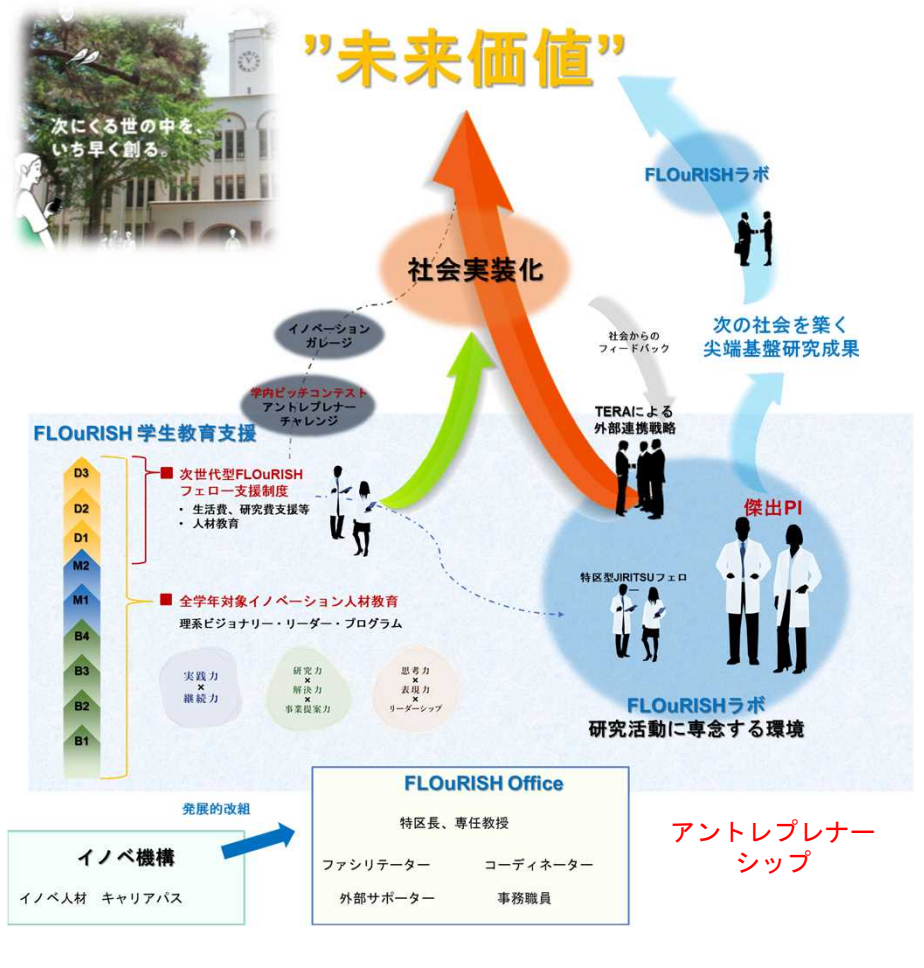 ”未来価値”
次にくる世の中を、
いち早く創る。
FLOuRISHラボ
社会実装化
次の社会を築く
尖端基盤研究成果
イノベーション
ガレージ
社会からの
フィードバック
学内ピッチコンテスト
アントレプレナー
チャレンジ
TERAによる
外部連携戦略
FLOuRISH 学生教育支援
D3
D2
D1
M2
M1
B4
B3
B2
B1
■ 次世代型FLOuRISH
フェロー支援制度
・ 生活費、研究費支援等
・ 人材教育
■ 全学年対象イノベーション人材教育
理系ビジョナリー・リーダー・プログラム
実践力
×
継続力
研究力
×
解決力
×
事業提案力
思考力
×
表現力
×
リーダーシップ
傑出PI
特区型JIRITSUフェロ
ー
FLOuRISHラボ
研究活動に専念する環境
発展的改組
イノベ機構
イノベ人材 キャリアパス
FLOuRISH Office
特区長、専任教授
ファシリテーター コーディネーター
外部サポーター 事務職員
アントレプレナー
シップ